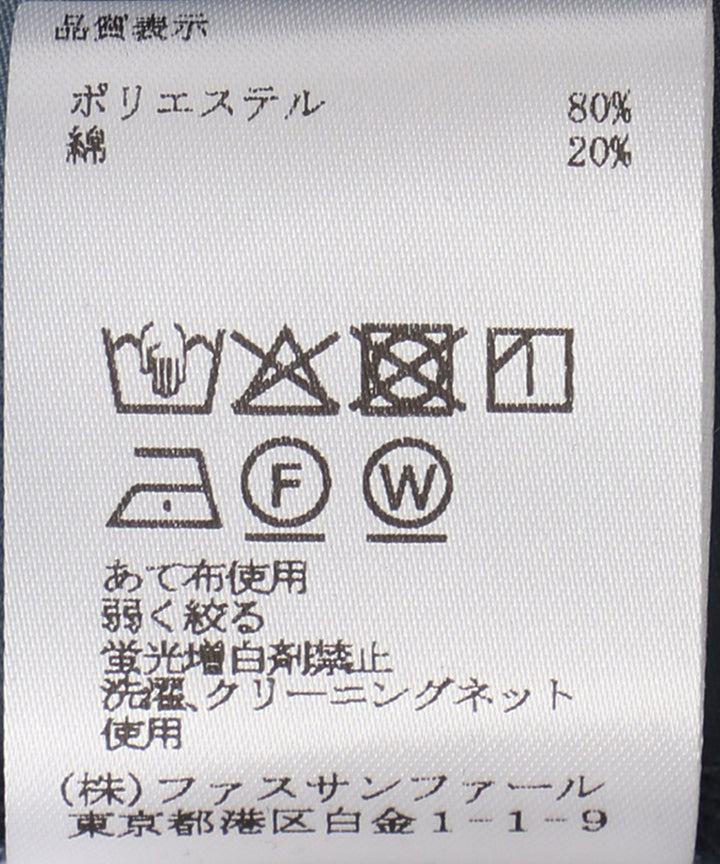 品質表示
ポリエステル 80%
綿 20%
F W
あて布使用
弱く絞る
蛍光増白剤禁止
洗濯、クリーニングネット
使用
(株)ファスサンファール
東京都港区白金1-1-9